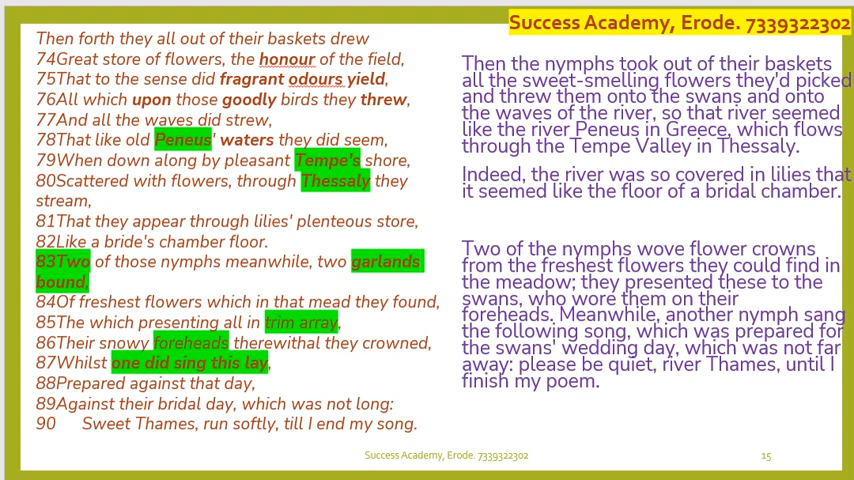 Success Academy, Erode. 7339322302
Then forth they all out of their baskets drew
74Great store of flowers, the honour of the field,
75That to the sense did fragrant odours yield,
76All which upon those goodly birds they threw,
77And all the waves did strew,
78That like old Peneus' waters they did seem,
79When down along by pleasant Tempe's shore,
80Scattered with flowers, through Thessaly they
stream,
81That they appear through lilies' plenteous store,
82Like a bride's chamber floor.
83Two of those nymphs meanwhile, two garlands
bound,
84Of freshest flowers which in that mead they found,
85The which presenting all in trim array,
86Their snowy foreheads therewithal they crowned,
87Whilst one did sing this lay,
88Prepared against that day,
89Against their bridal day, which was not long:
90 Sweet Thames, run softly, till I end my song.
Then the nymphs took out of their baskets
all the sweet-smelling flowers they'd picked
and threw them onto the swans and onto
the waves of the river, so that river seemed
like the river Peneus in Greece, which flows
through the Tempe Valley in Thessaly.
Indeed, the river was so covered in lilies that
it seemed like the floor of a bridal chamber.
Two of the nymphs wove flower crowns
from the freshest flowers they could find in
the meadow; they presented these to the
swans, who wore them on their
foreheads. Meanwhile, another nymph sang
the following song, which was prepared for
the swans' wedding day, which was not far
away: please be quiet, river Thames, until I
finish my poem.
Success Academy, Erode. 7339322302
15